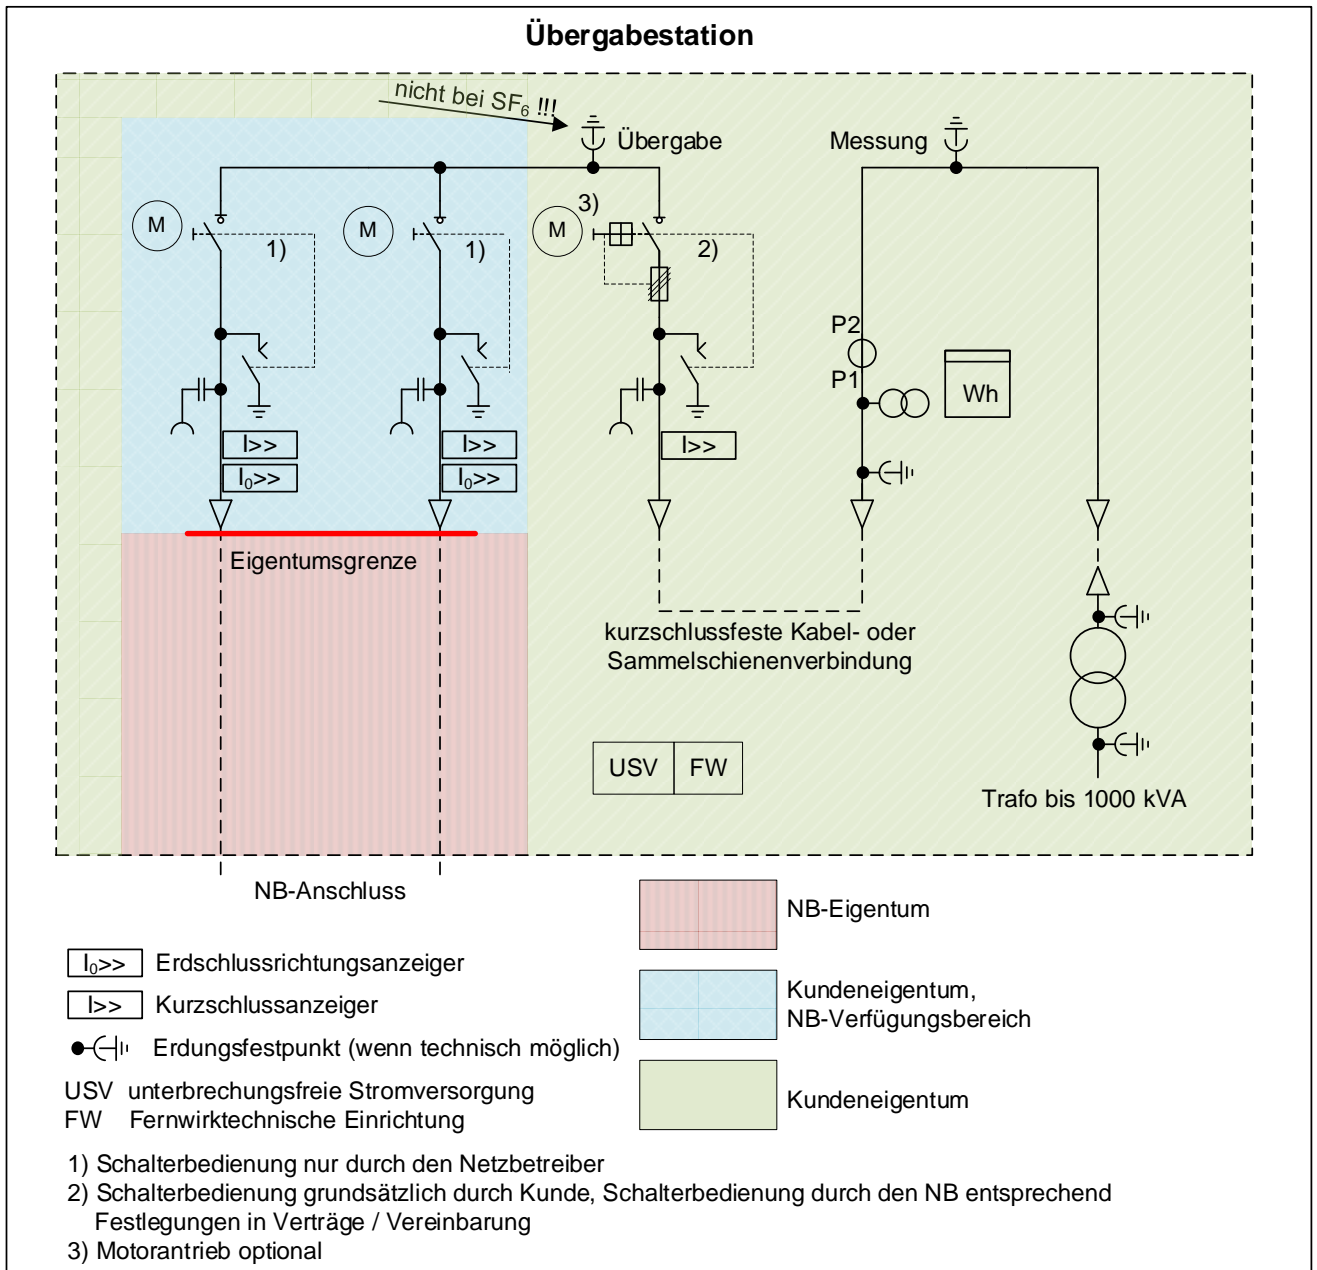 Übergabestation
nicht bei SF₆ !!!
Übergabe
Messung
M
1)
M
1)
3)
M
2)
P2
P1
Wh
I>>
I₀>>
I>>
I₀>>
I>>
Eigentumsgrenze
kurzschlussfeste Kabel- oder
Sammelschienenverbindung
USV
FW
Trafo bis 1000 kVA
NB-Anschluss
NB-Eigentum
I₀>> Erdschlussrichtungsanzeiger
I>> Kurzschlussanzeiger
Kundeneigentum,
NB-Verfügungsbereich
Erdungsfestpunkt (wenn technisch möglich)
USV unterbrechungsfreie Stromversorgung
FW Fernwirktechnische Einrichtung
Kundeneigentum
1) Schalterbedienung nur durch den Netzbetreiber
2) Schalterbedienung grundsätzlich durch Kunde, Schalterbedienung durch den NB entsprechend
Festlegungen in Verträge / Vereinbarung
3) Motorantrieb optional